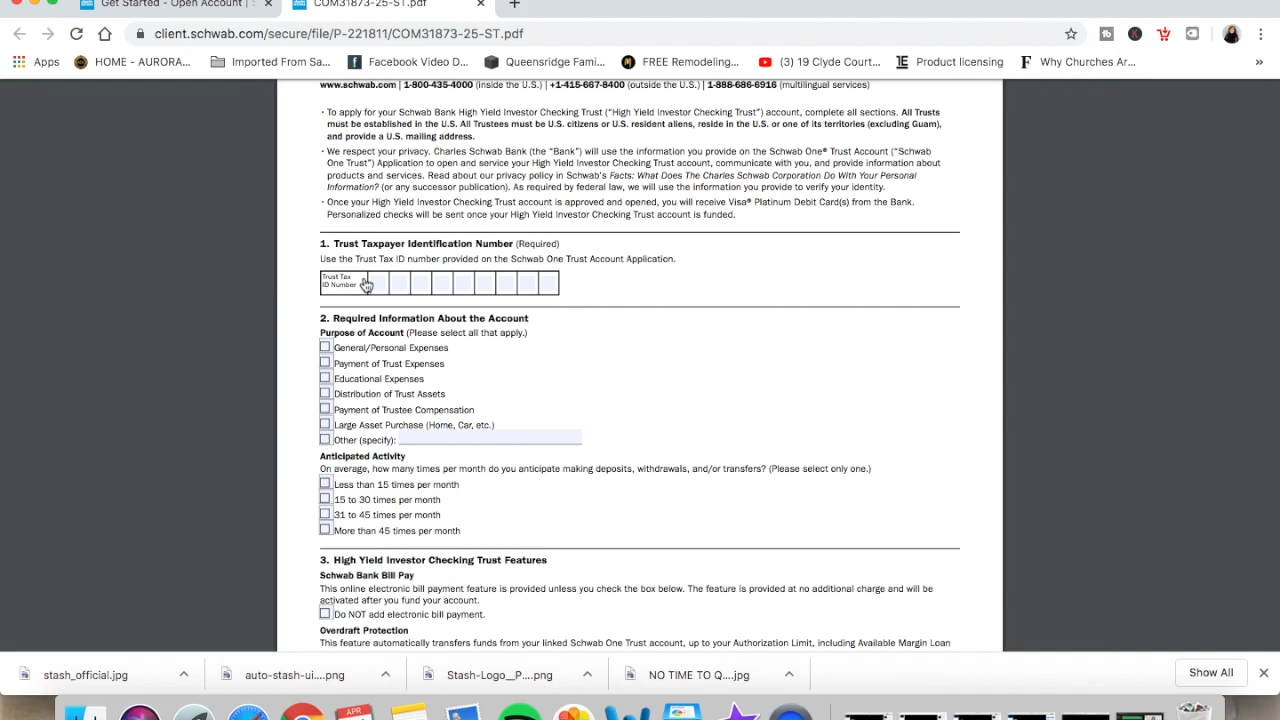 Get Started - Open Account | S
COM31873-25-ST.pdf
client.schwab.com/secure/file/P-221811/COM31873-25-ST.pdf
Apps
HOME - AURORA...
Imported From Sa...
Facebook Video D...
Queensridge Fami...
FREE Remodeling...
(3) 19 Clyde Court...
Product licensing
Why Churches Ar...
www.schwab.com | 1-800-435-4000 (inside the U.S.) | +1-415-667-8400 (outside the U.S.) | 1-888-686-6916 (multilingual services)
• To apply for your Schwab Bank High Yield Investor Checking Trust (“High Yield Investor Checking Trust”) account, complete all sections. All Trusts
must be established in the U.S. All Trustees must be U.S. citizens or U.S. resident aliens, reside in the U.S. or one of its territories (excluding Guam),
and provide a U.S. mailing address.
• We respect your privacy. Charles Schwab Bank (the “Bank”) will use the information you provide on the Schwab One® Trust Account (“Schwab
One Trust”) Application to open and service your High Yield Investor Checking Trust account, communicate with you, and provide information about
products and services. Read about our privacy policy in Schwab's Facts: What Does The Charles Schwab Corporation Do With Your Personal
Information? (or any successor publication). As required by federal law, we will use the information you provide to verify your identity.
• Once your High Yield Investor Checking Trust account is approved and opened, you will receive Visa® Platinum Debit Card(s) from the Bank.
Personalized checks will be sent once your High Yield Investor Checking Trust account is funded.
1. Trust Taxpayer Identification Number (Required)
Use the Trust Tax ID number provided on the Schwab One Trust Account Application.
Trust Tax
ID Number
2. Required Information About the Account
Purpose of Account (Please select all that apply.)
General/Personal Expenses
Payment of Trust Expenses
Educational Expenses
Distribution of Trust Assets
Payment of Trustee Compensation
Large Asset Purchase (Home, Car, etc.)
Other (specify):
Anticipated Activity
On average, how many times per month do you anticipate making deposits, withdrawals, and/or transfers? (Please select only one.)
Less than 15 times per month
15 to 30 times per month
31 to 45 times per month
More than 45 times per month
3. High Yield Investor Checking Trust Features
Schwab Bank Bill Pay
This online electronic bill payment feature is provided unless you check the box below. The feature is provided at no additional charge and will be
activated after you fund your account.
Do NOT add electronic bill payment.
Overdraft Protection
This feature automatically transfers funds from your linked Schwab One Trust account, up to your Authorization Limit, including Available Margin Loan
stash_official.jpg
auto-stash-ui....png
Stash-Logo__P....png
NO TIME TO Q....jpg
Show All
APR